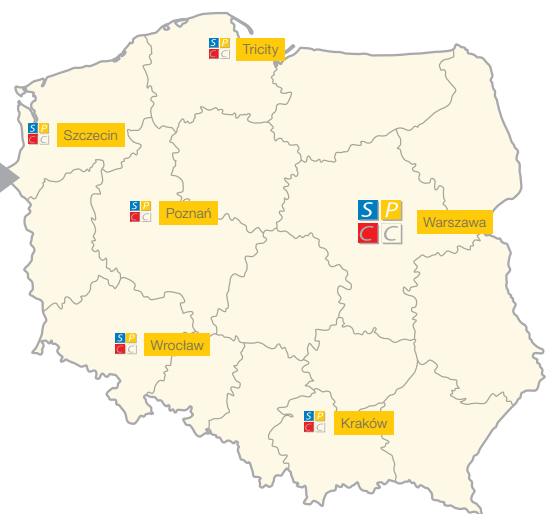 S P
C C
Tricity
S P
C C
Szczecin
S P
C C
Poznań
S P
C C
Warszawa
S P
C C
Wrocław
S P
C C
Kraków